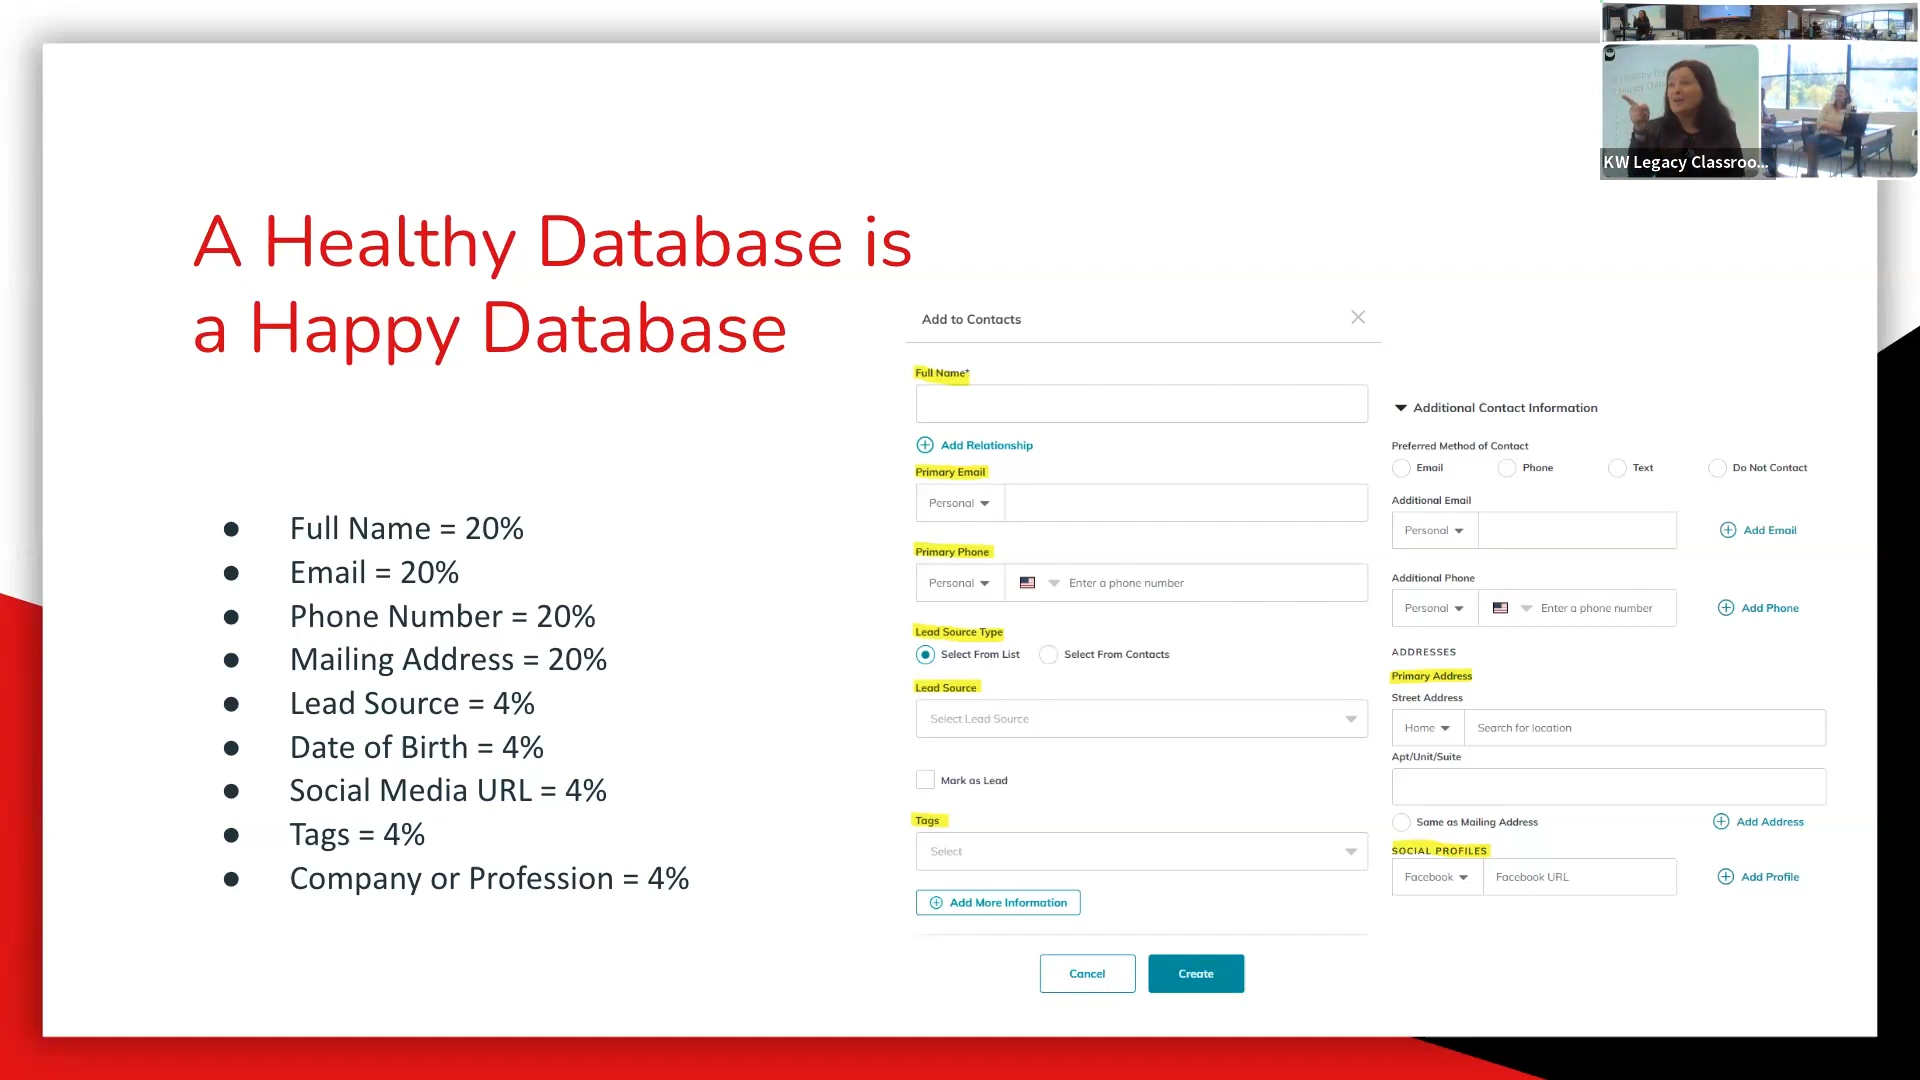 KW Legacy Classroo...
A Healthy Database is
a Happy Database
● Full Name = 20%
● Email = 20%
● Phone Number = 20%
● Mailing Address = 20%
● Lead Source = 4%
● Date of Birth = 4%
● Social Media URL = 4%
● Tags = 4%
● Company or Profession = 4%
Add to Contacts
Full Name*
Add Relationship
Primary Email
Personal
Primary Phone
Personal Enter a phone number
Lead Source Type
Select From List Select From Contacts
Lead Source
Select Lead Source
Mark as Lead
Tags
Select
Add More Information
Cancel Create
Additional Contact Information
Preferred Method of Contact
Email Phone Text Do Not Contact
Additional Email
Personal Add Email
Additional Phone
Personal Enter a phone number Add Phone
ADDRESSES
Primary Address
Street Address
Home Search for location
Apt/Unit/Suite
Same as Mailing Address Add Address
SOCIAL PROFILES
Facebook Facebook URL Add Profile